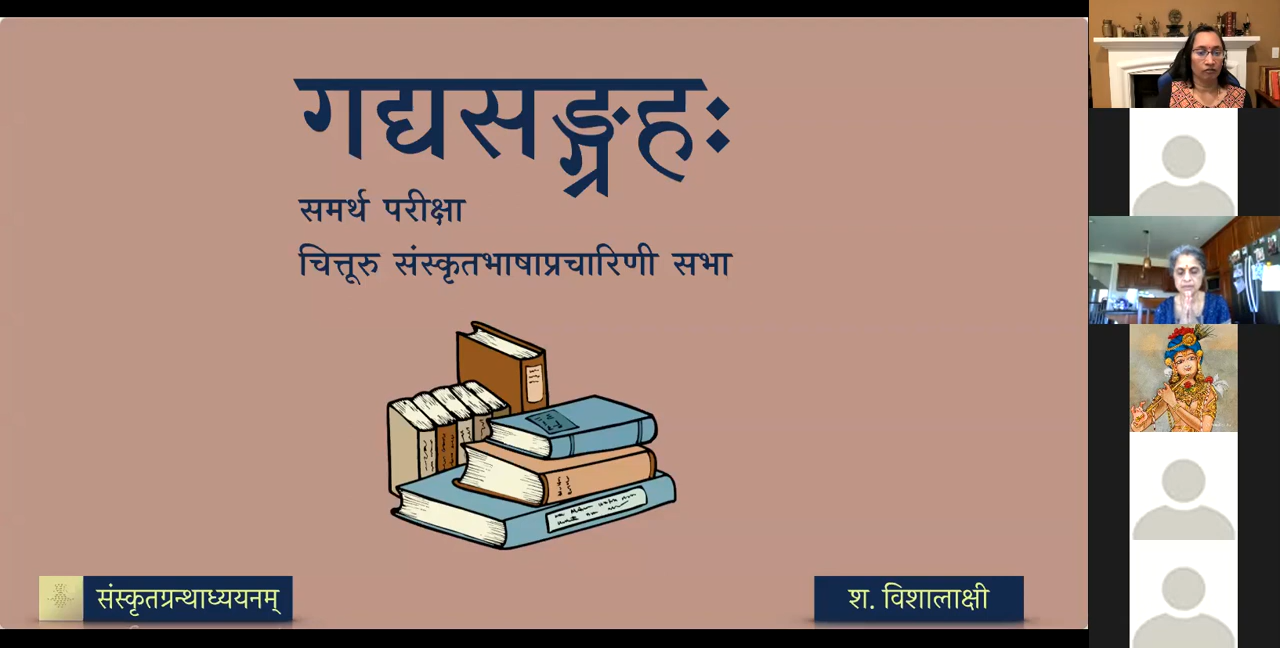 गद्यसङ्ग्रहः
समर्थ परीक्षा
चित्तूरु संस्कृतभाषाप्रचारिणी सभा
संस्कृतग्रन्थाध्ययनम्
श. विशालाक्षी